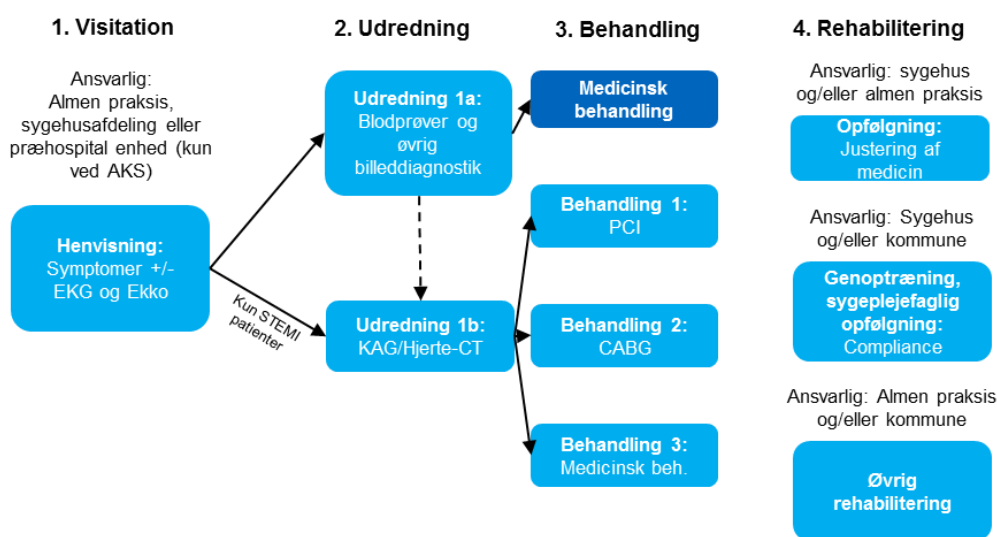 1. Visitation
Ansvarlig:
Almen praksis,
sygehusafdeling eller
præhospital enhed (kun
ved AKS)
Henvisning:
Symptomer +/-
EKG og Ekko
Kun STEMI
patienter
2. Udredning
Udredning 1a:
Blodprøver og
øvrig
billeddiagnostik
Udredning 1b:
KAG/Hjerte-CT
3. Behandling
Medicinsk
behandling
Behandling 1:
PCI
Behandling 2:
CABG
Behandling 3:
Medicinsk beh.
4. Rehabilitering
Ansvarlig: sygehus
og/eller almen praksis
Opfølgning:
Justering af
medicin
Ansvarlig: Sygehus
og/eller kommune
Genoptræning,
sygeplejefaglig
opfølgning:
Compliance
Ansvarlig: Almen praksis
og/eller kommune
Øvrig
rehabilitering